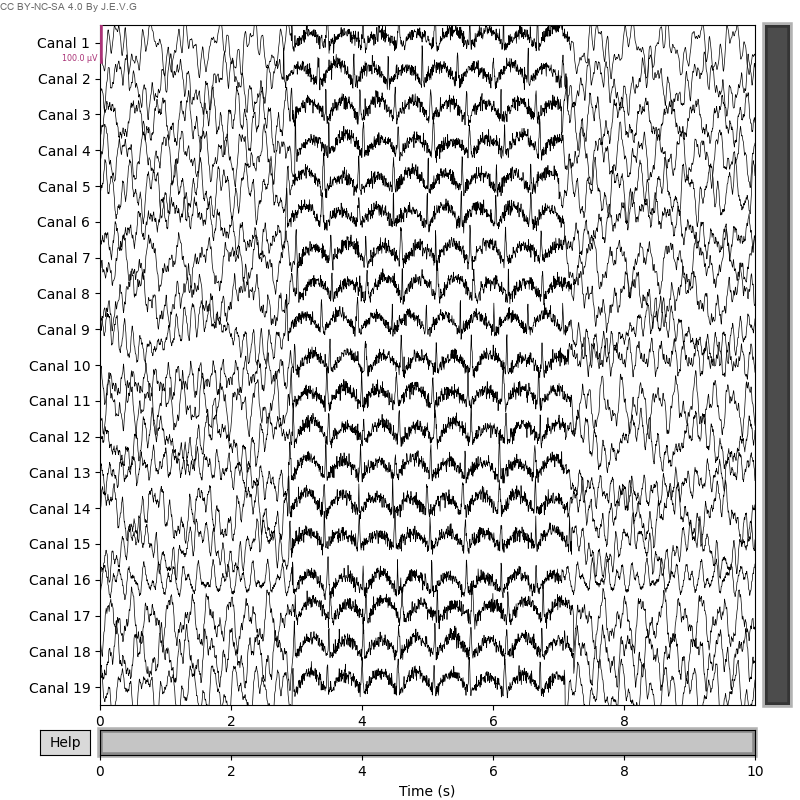 CC BY-NC-SA 4.0 By J.E.V.G
Canal 1
100.0 µV
Canal 2
Canal 3
Canal 4
Canal 5
Canal 6
Canal 7
Canal 8
Canal 9
Canal 10
Canal 11
Canal 12
Canal 13
Canal 14
Canal 15
Canal 16
Canal 17
Canal 18
Canal 19
0 2 4 6 8
Help
0 2 4 6 8 10
Time (s)